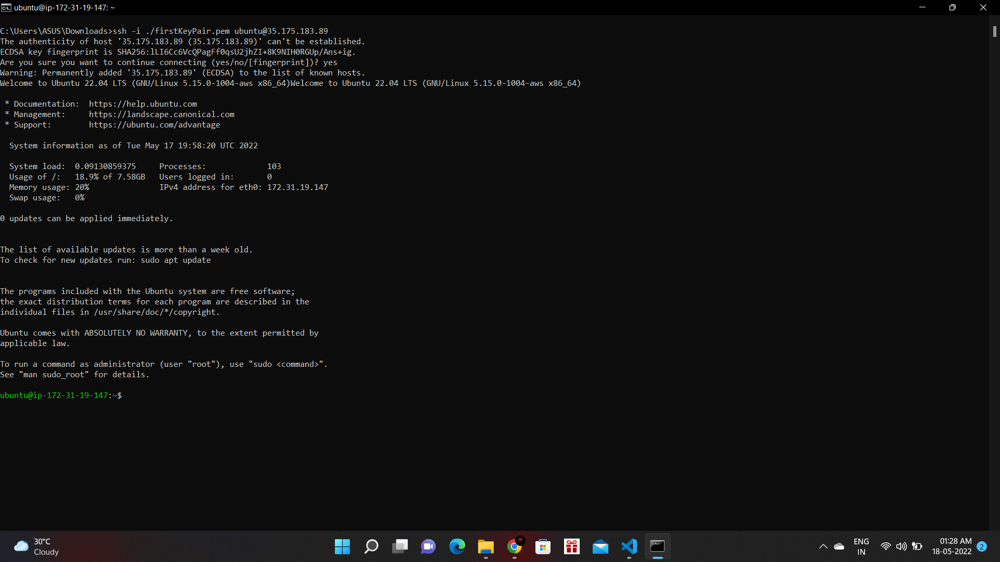 ubuntu@ip-172-31-19-147: ~
C:\Users\ASUS\Downloads>ssh -i ./firstKeyPair.pem ubuntu@35.175.183.89
The authenticity of host '35.175.183.89 (35.175.183.89)' can't be established.
ECDSA key fingerprint is SHA256:lLI6Cc6VcQPagFf0qsU2jhZI+8K9NIH0RGUp/Ans+ig.
Are you sure you want to continue connecting (yes/no/[fingerprint])? yes
Warning: Permanently added '35.175.183.89' (ECDSA) to the list of known hosts.
Welcome to Ubuntu 22.04 LTS (GNU/Linux 5.15.0-1004-aws x86_64)Welcome to Ubuntu 22.04 LTS (GNU/Linux 5.15.0-1004-aws x86_64)
* Documentation:  https://help.ubuntu.com
* Management:     https://landscape.canonical.com
* Support:        https://ubuntu.com/advantage
System information as of Tue May 17 19:58:20 UTC 2022
System load:  0.09130859375     Processes:             103
Usage of /:   18.9% of 7.58GB   Users logged in:       0
Memory usage: 20%               IPv4 address for eth0: 172.31.19.147
Swap usage:   0%
0 updates can be applied immediately.
The list of available updates is more than a week old.
To check for new updates run: sudo apt update
The programs included with the Ubuntu system are free software;
the exact distribution terms for each program are described in the
individual files in /usr/share/doc/*/copyright.
Ubuntu comes with ABSOLUTELY NO WARRANTY, to the extent permitted by
applicable law.
To run a command as administrator (user "root"), use "sudo <command>".
See "man sudo_root" for details.
ubuntu@ip-172-31-19-147:~$
30°C
Cloudy
ENG
IN
01:28 AM
18-05-2022
2